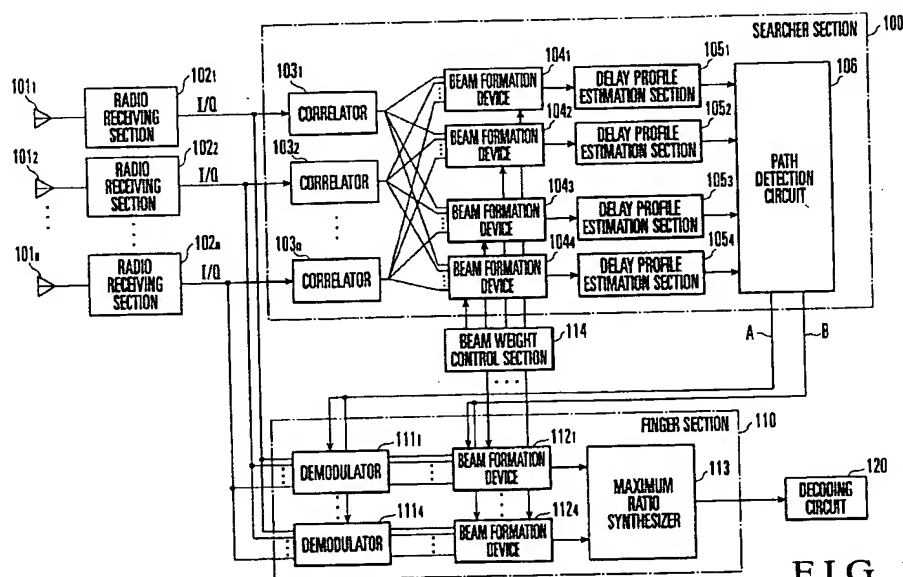 SEARCHER SECTION
100
101₁
RADIO
RECEIVING
SECTION
102₁
I/Q
103₁
CORRELATOR
104₁
BEAM FORMATION
DEVICE
105₁
DELAY PROFILE
ESTIMATION SECTION
106
PATH
DETECTION
CIRCUIT
101₂
RADIO
RECEIVING
SECTION
102₂
I/Q
103₂
CORRELATOR
104₂
BEAM FORMATION
DEVICE
105₂
DELAY PROFILE
ESTIMATION SECTION
104₃
BEAM FORMATION
DEVICE
105₃
DELAY PROFILE
ESTIMATION SECTION
101ₙ
RADIO
RECEIVING
SECTION
102ₙ
I/Q
103ₙ
CORRELATOR
104₄
BEAM FORMATION
DEVICE
105₄
DELAY PROFILE
ESTIMATION SECTION
BEAM WEIGHT
CONTROL SECTION
114
A
B
FINGER SECTION
110
111₁
DEMODULATOR
112₁
BEAM FORMATION
DEVICE
113
MAXIMUM
RATIO
SYNTHESIZER
120
DECODING
CIRCUIT
111₄
DEMODULATOR
112₄
BEAM FORMATION
DEVICE
FIG